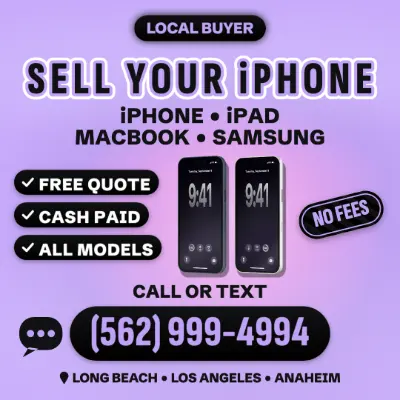 LOCAL BUYER
SELL YOUR iPHONE
iPHONE • iPAD
MACBOOK • SAMSUNG
✓ FREE QUOTE
✓ CASH PAID
✓ ALL MODELS
9:41
9:41
NO FEES
CALL OR TEXT
(562) 999-4994
LONG BEACH • LOS ANGELES • ANAHEIM